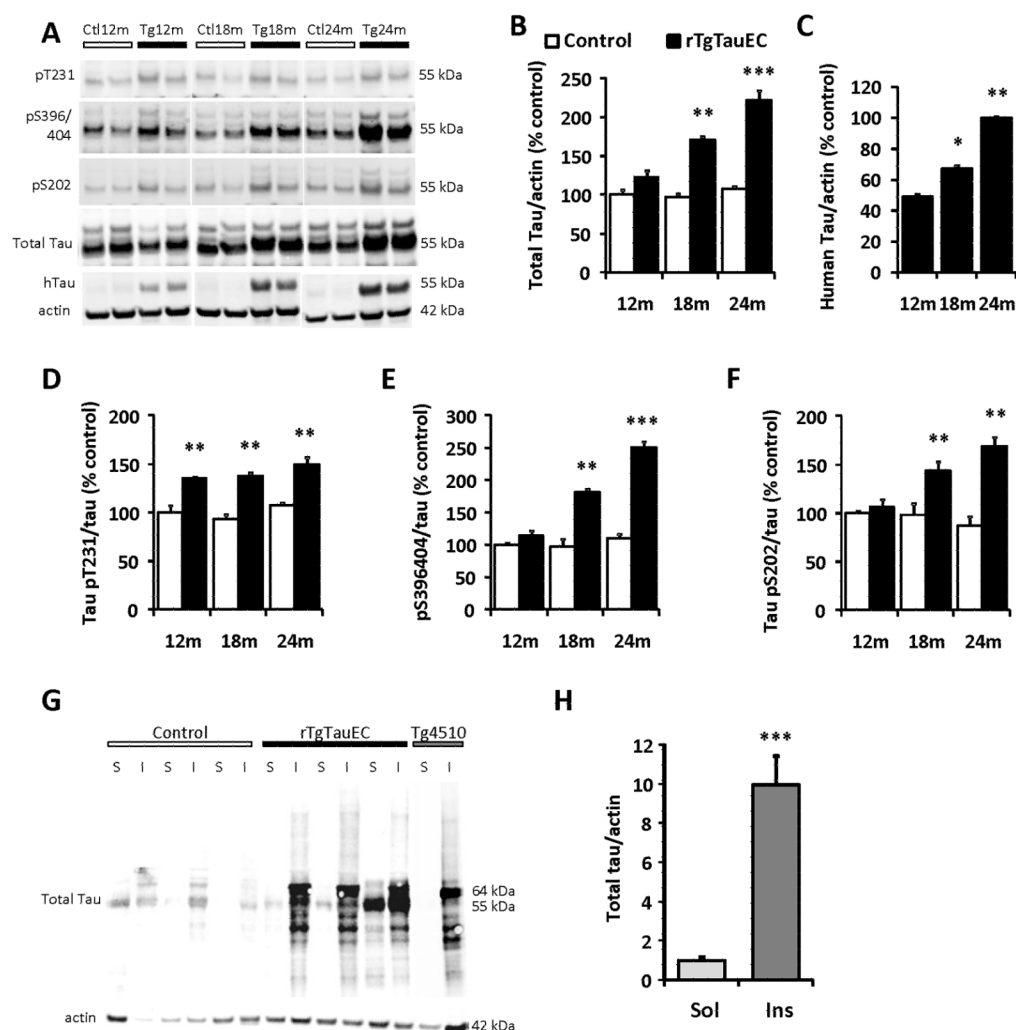 A
Ctl12m Tg12m Ctl18m Tg18m Ctl24m Tg24m
pT231 55 kDa
pS396/
404 55 kDa
pS202 55 kDa
Total Tau 55 kDa
hTau 55 kDa
actin 42 kDa
B
Control rTgTauEC
Total Tau/actin (% control)
250
200
150
100
50
0
** ***
12m 18m 24m
C
Human Tau/actin (% control)
120
100
80
60
40
20
0
* **
12m 18m 24m
D
Tau pT231/tau (% control)
200
150
100
50
0
** ** **
12m 18m 24m
E
pS396404/tau (% control)
300
250
200
150
100
50
0
** ***
12m 18m 24m
F
Tau pS202/tau (% control)
200
150
100
50
0
** **
12m 18m 24m
G
Control rTgTauEC Tg4510
S I S I S I S I S I S I S I
Total Tau
64 kDa
55 kDa
actin 42 kDa
H
Total tau/actin
12
10
8
6
4
2
0
***
Sol Ins